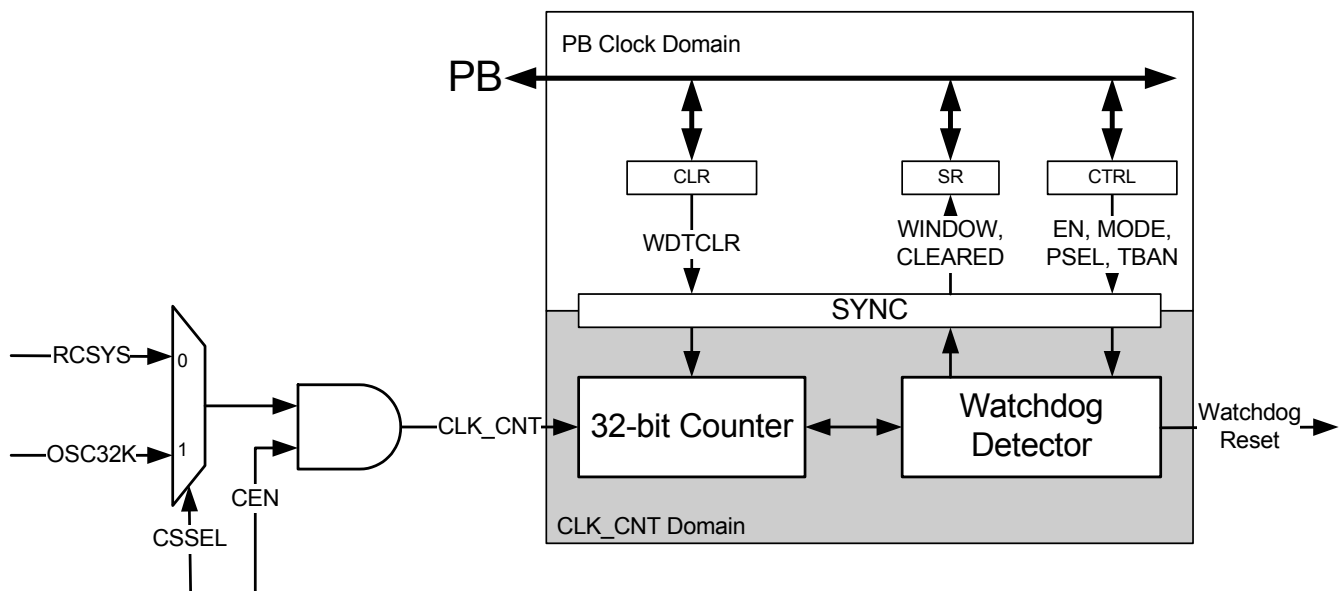 PB Clock Domain
PB
CLR
SR
CTRL
WDTCLR
WINDOW,
CLEARED
EN, MODE,
PSEL, TBAN
SYNC
RCSYS
0
OSC32K
1
CSSEL
CEN
CLK_CNT
32-bit Counter
Watchdog
Detector
Watchdog
Reset
CLK_CNT Domain